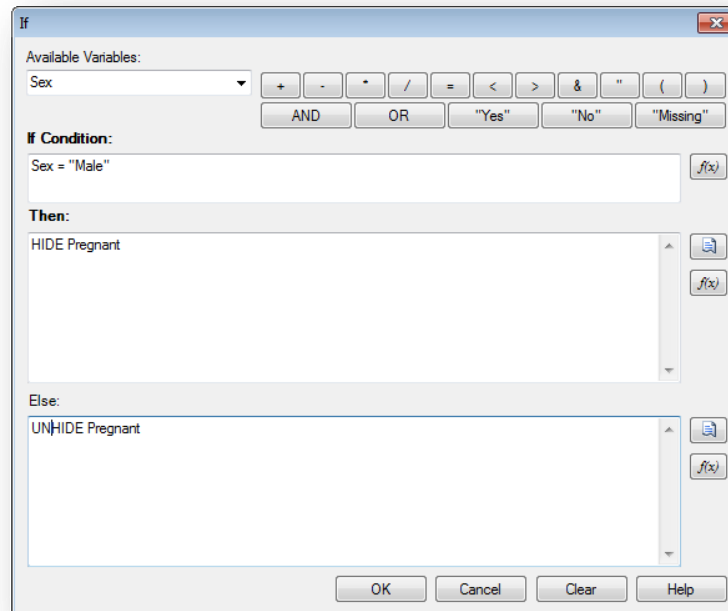 If
Available Variables:
Sex
+ - * / = < > & " ( )
AND OR "Yes" "No" "Missing"
If Condition:
Sex = "Male"
f(x)
Then:
HIDE Pregnant
f(x)
Else:
UNHIDE Pregnant
f(x)
OK Cancel Clear Help